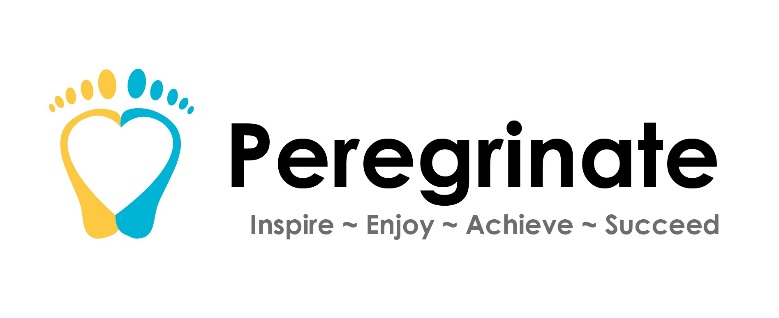 Peregrinate
Inspire ~ Enjoy ~ Achieve ~ Succeed